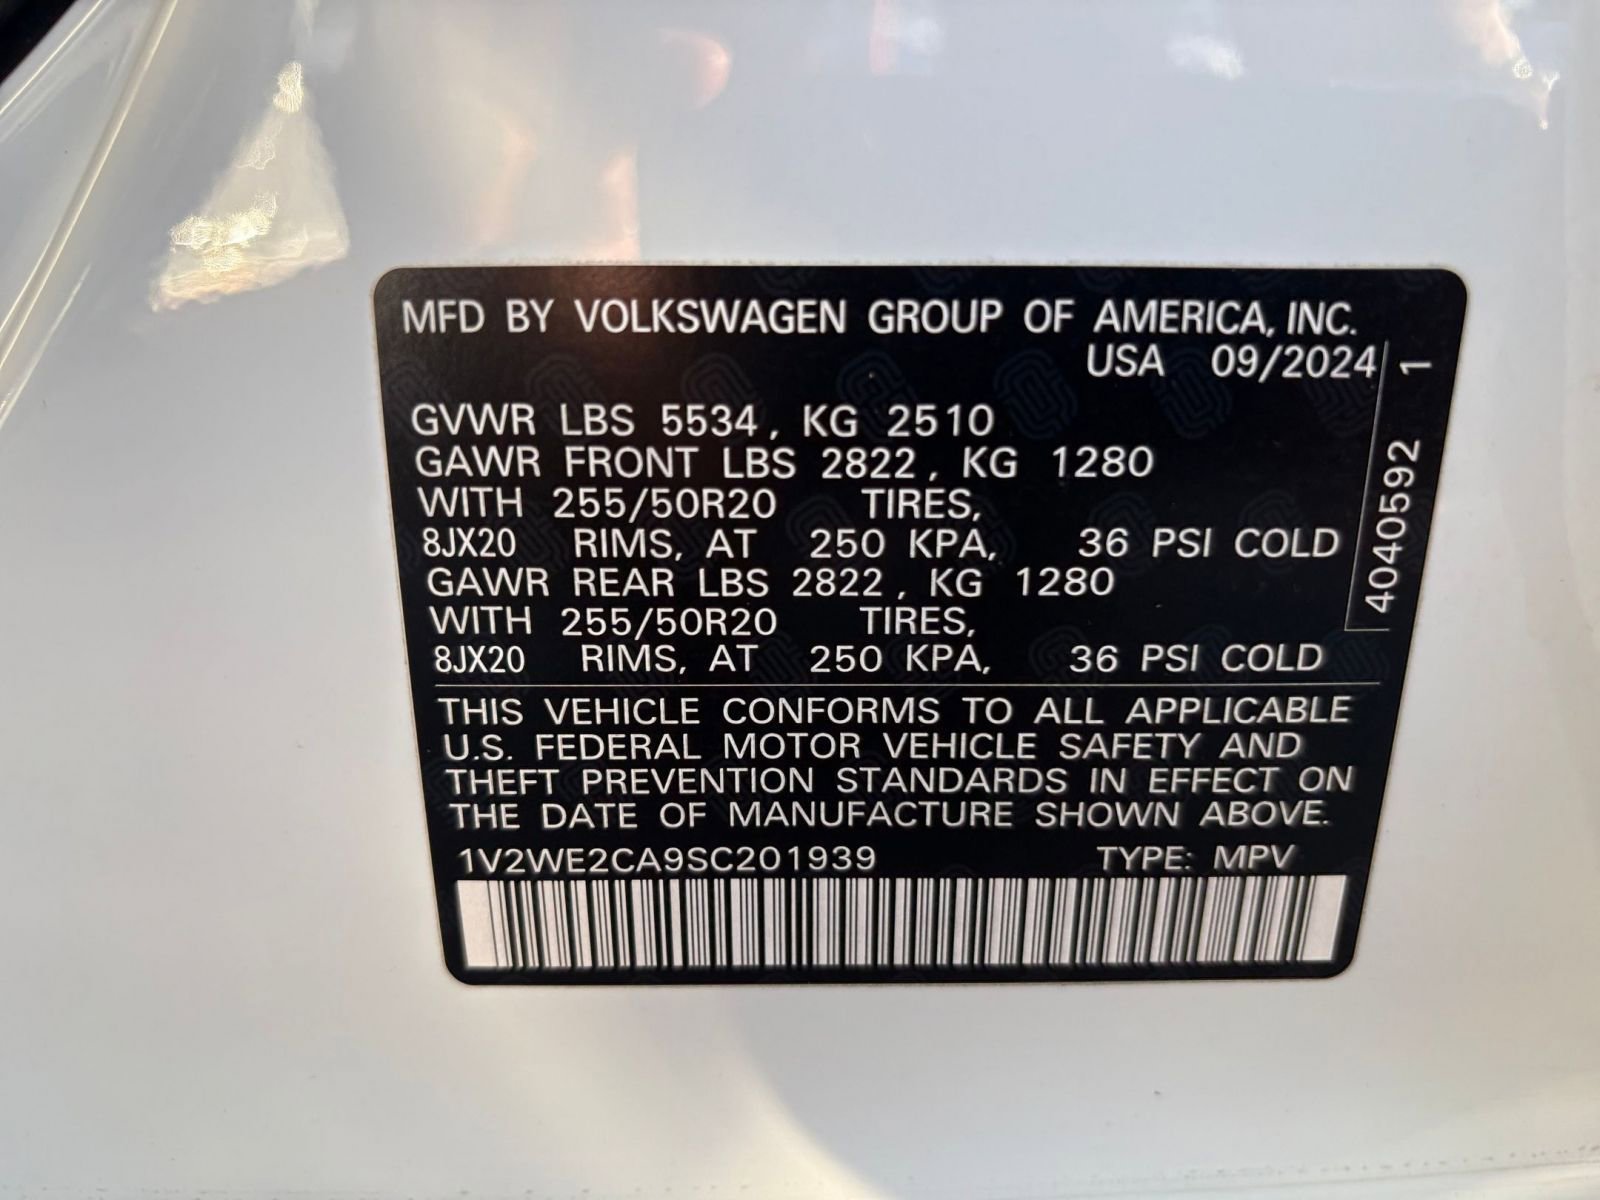 MFD BY VOLKSWAGEN GROUP OF AMERICA, INC.
USA 09/2024
GVWR LBS 5534, KG 2510
GAWR FRONT LBS 2822, KG 1280
WITH 255/50R20 TIRES,
8JX20 RIMS, AT 250 KPA, 36 PSI COLD
GAWR REAR LBS 2822, KG 1280
WITH 255/50R20 TIRES,
8JX20 RIMS, AT 250 KPA, 36 PSI COLD
4040592 1
THIS VEHICLE CONFORMS TO ALL APPLICABLE
U.S. FEDERAL MOTOR VEHICLE SAFETY AND
THEFT PREVENTION STANDARDS IN EFFECT ON
THE DATE OF MANUFACTURE SHOWN ABOVE.
1V2WE2CA9SC201939 TYPE: MPV